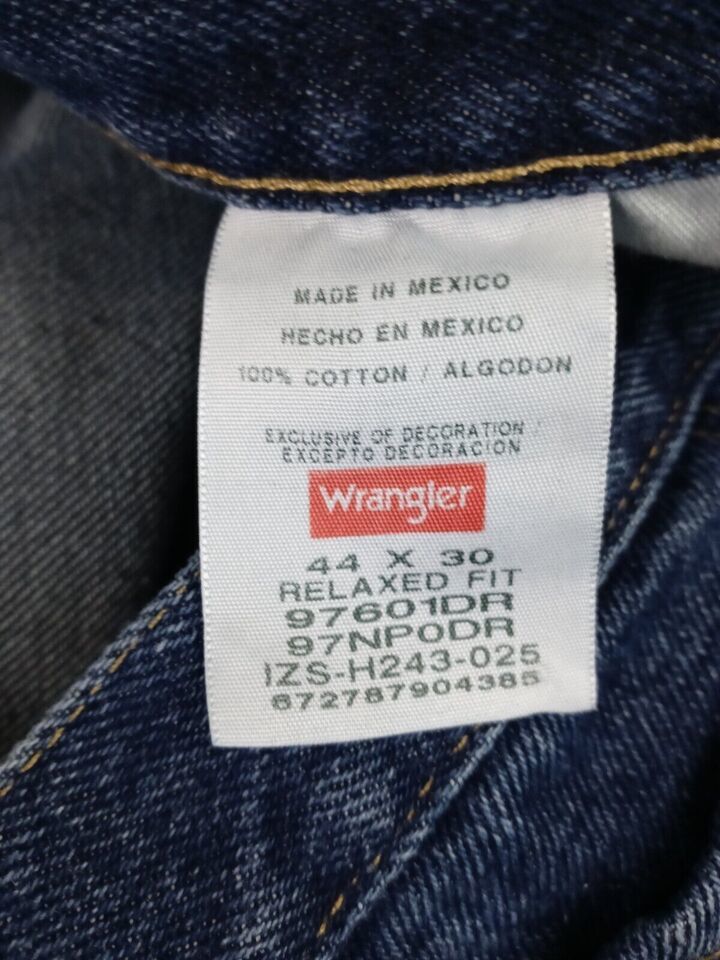 MADE IN MEXICO
HECHO EN MEXICO
100% COTTON / ALGODON
EXCLUSIVE OF DECORATION /
EXCEPTO DECORACION
Wrangler
44 X 30
RELAXED FIT
97601DR
97NP0DR
IZS-H243-025
672787904385